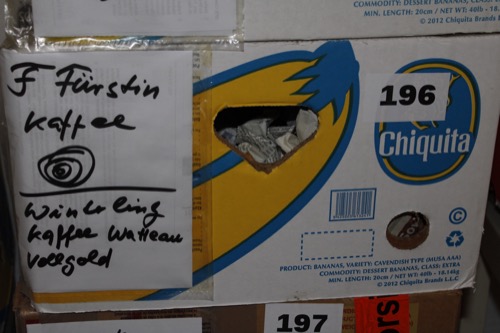 COMMODITY: DESSERT BANANAS, CLASS: EXTRA
MIN. LENGTH: 20cm / NET WT: 40lb - 18.14kg
© 2012 Chiquita Brands L.L.C.
F Fürstin
Kaffee
Winterling
Kaffee Watteau
Vollgold
196
Chiquita
©
PRODUCT: BANANAS, VARIETY: CAVENDISH TYPE (MUSA AAA)
COMMODITY: DESSERT BANANAS, CLASS: EXTRA
MIN. LENGTH: 20cm / NET WT: 40lb - 18.14kg
© 2012 Chiquita Brands L.L.C.
197